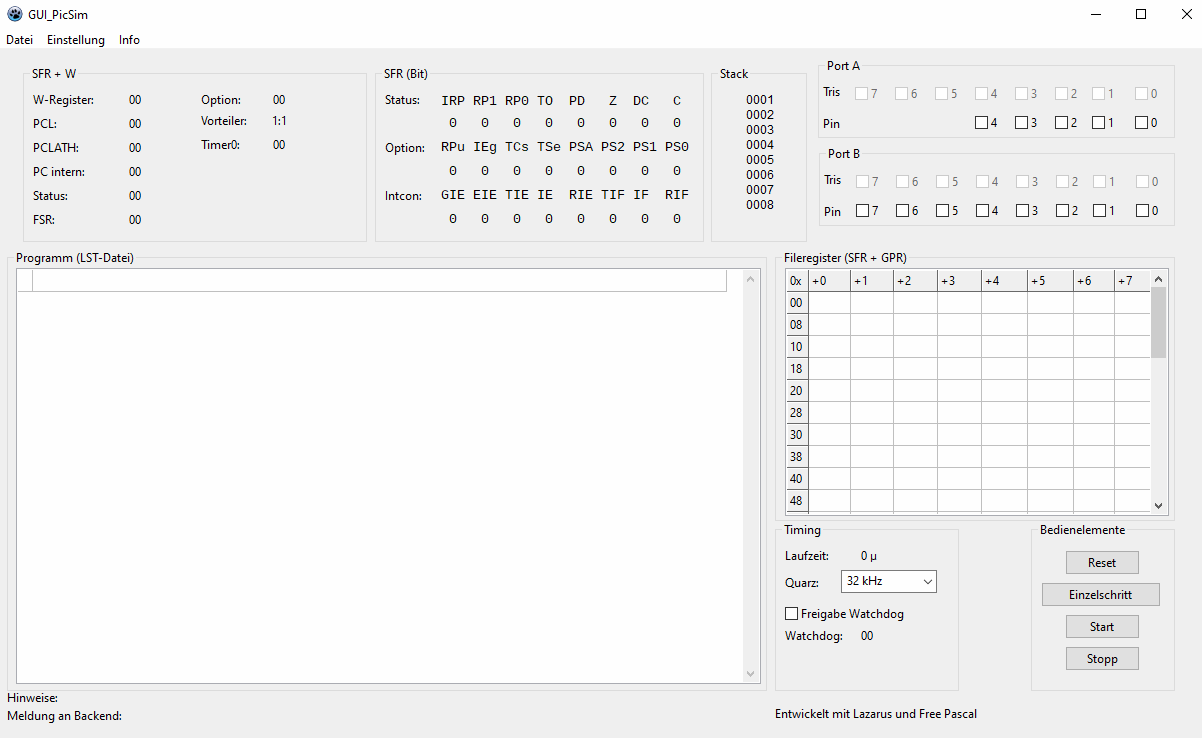 GUI_PicSim
Datei Einstellung Info
SFR + W
W-Register: 00 Option: 00
PCL: 00 Vorteiler: 1:1
PCLATH: 00 Timer0: 00
PC intern: 00
Status: 00
FSR: 00
SFR (Bit)
Status: IRP RP1 RP0 TO PD Z DC C
0 0 0 0 0 0 0 0
Option: RPu IEg TCs TSe PSA PS2 PS1 PS0
0 0 0 0 0 0 0 0
Intcon: GIE EIE TIE IE RIE TIF IF RIF
0 0 0 0 0 0 0 0
Stack
0001
0002
0003
0004
0005
0006
0007
0008
Port A
Tris 7 6 5 4 3 2 1 0
Pin 4 3 2 1 0
Port B
Tris 7 6 5 4 3 2 1 0
Pin 7 6 5 4 3 2 1 0
Programm (LST-Datei)
Fileregister (SFR + GPR)
0x +0 +1 +2 +3 +4 +5 +6 +7
00
08
10
18
20
28
30
38
40
48
Timing
Laufzeit: 0 µ
Quarz: 32 kHz
Freigabe Watchdog
Watchdog: 00
Bedienelemente
Reset
Einzelschritt
Start
Stopp
Hinweise:
Meldung an Backend:
Entwickelt mit Lazarus und Free Pascal